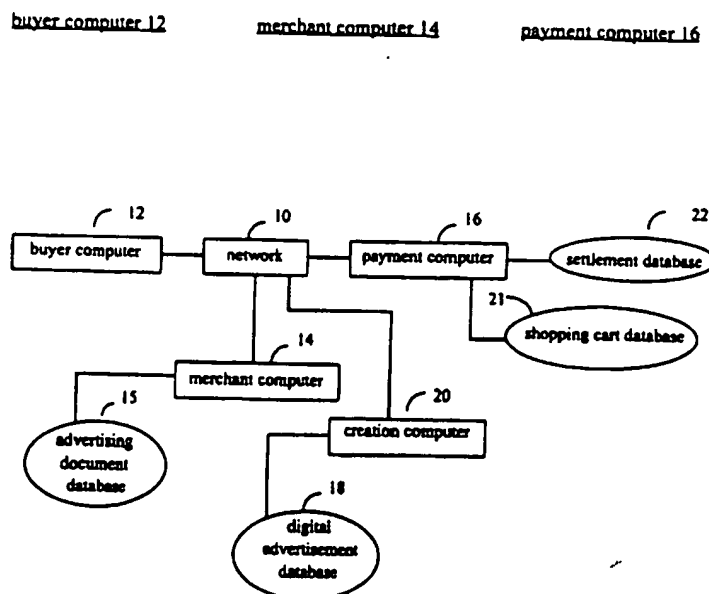 buyer computer 12 merchant computer 14 payment computer 16
12 10 16 22
buyer computer network payment computer settlement database
21
shopping cart database
14
merchant computer
15 20
advertising
document
database
creation computer
18
digital
advertisement
database